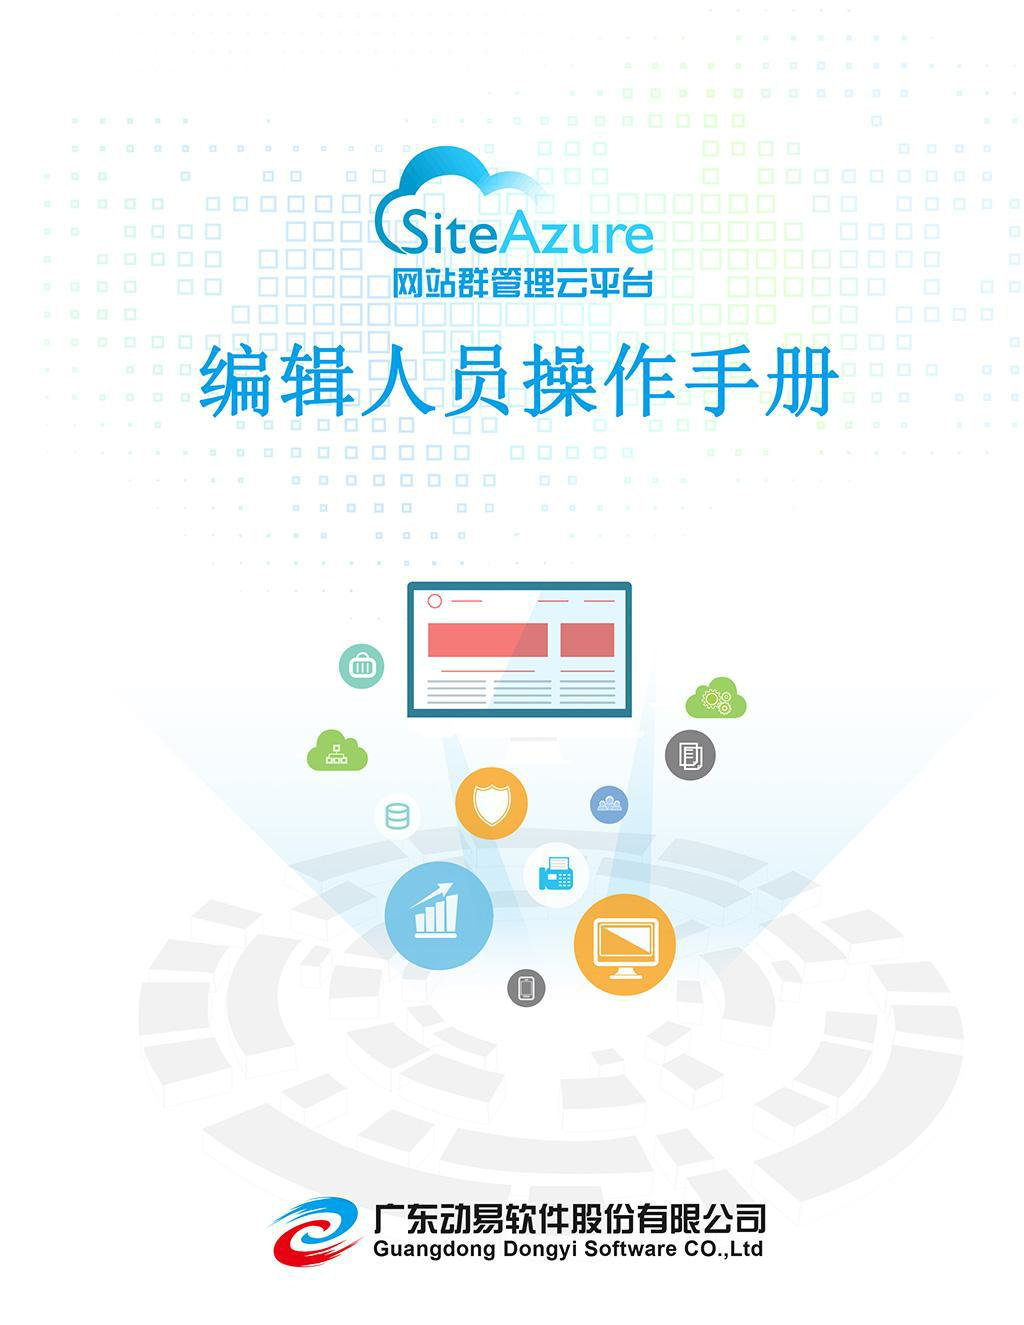 SiteAzure
网站群管理云平台
编辑人员操作手册
广东动易软件股份有限公司
Guangdong Dongyi Software CO.,Ltd